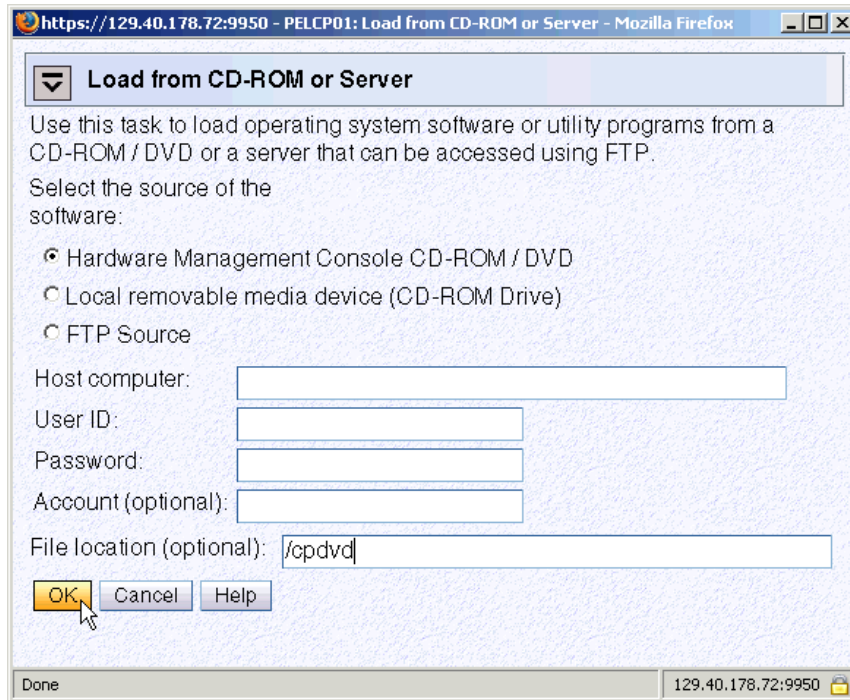 https://129.40.178.72:9950 - PELCP01: Load from CD-ROM or Server - Mozilla Firefox
Load from CD-ROM or Server
Use this task to load operating system software or utility programs from a
CD-ROM / DVD or a server that can be accessed using FTP.
Select the source of the
software:
Hardware Management Console CD-ROM / DVD
Local removable media device (CD-ROM Drive)
FTP Source
Host computer:
User ID:
Password:
Account (optional):
File location (optional): /cpdvd
OK Cancel Help
Done 129.40.178.72:9950